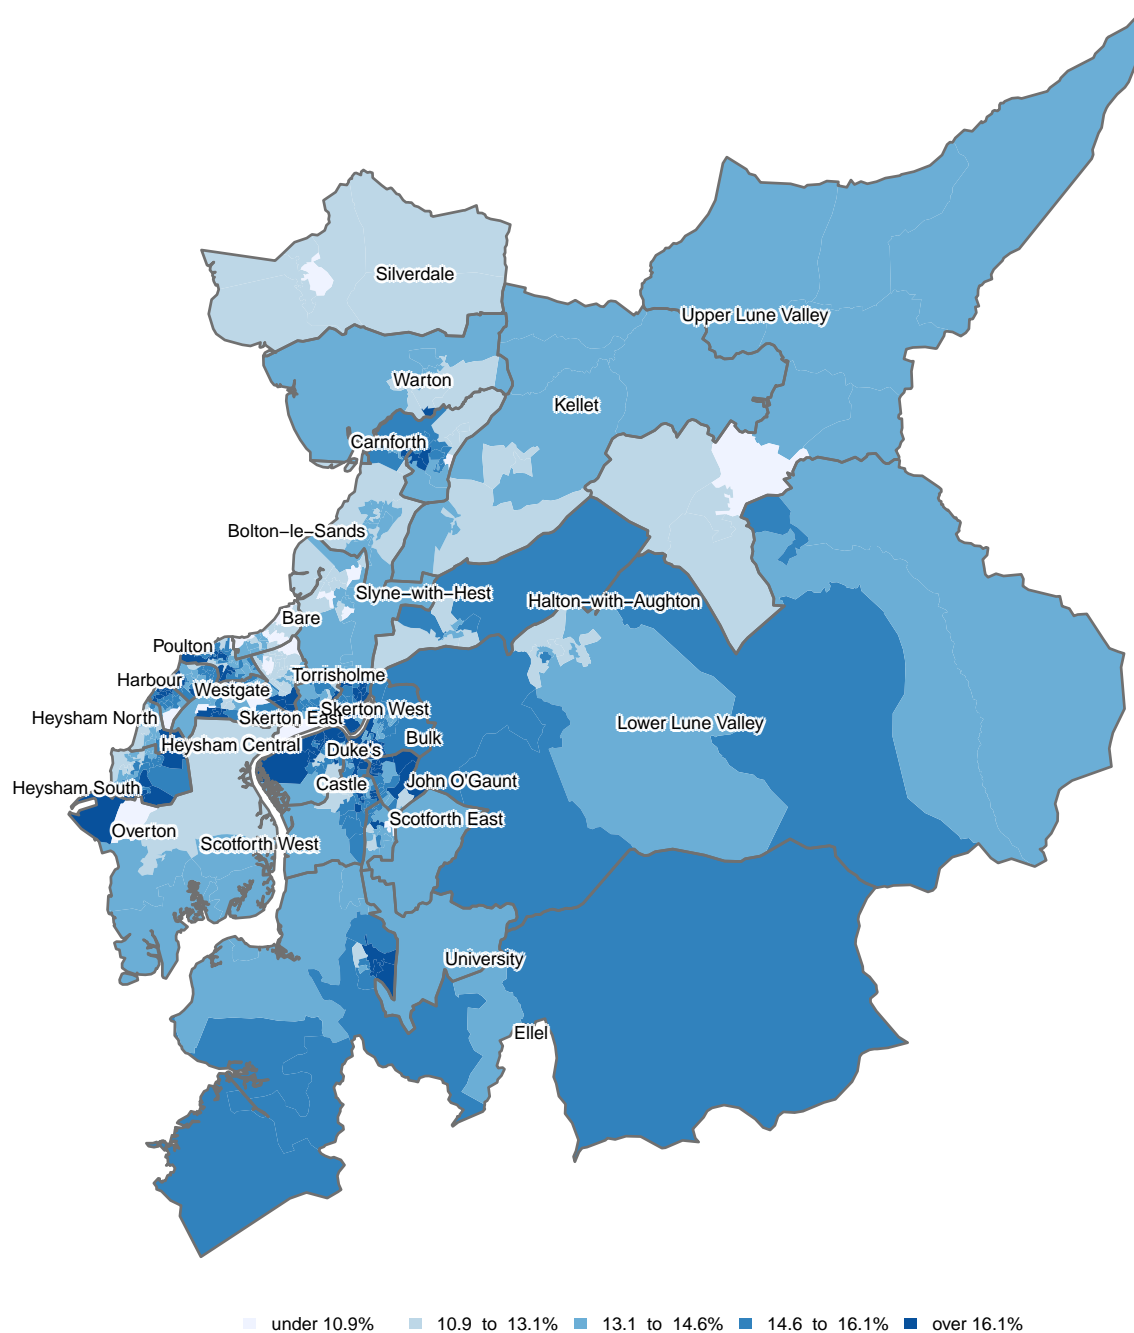 Silverdale
Upper Lune Valley
Warton
Kellet
Carnforth
Bolton−le−Sands
Slyne−with−Hest
Halton−with−Aughton
Bare
Poulton
Torrisholme
Harbour
Westgate
Skerton West
Heysham North
Skerton East
Lower Lune Valley
Bulk
Heysham Central
Duke's
John O'Gaunt
Castle
Heysham South
Scotforth East
Overton
Scotforth West
University
Ellel
under 10.9% 10.9 to 13.1% 13.1 to 14.6% 14.6 to 16.1% over 16.1%